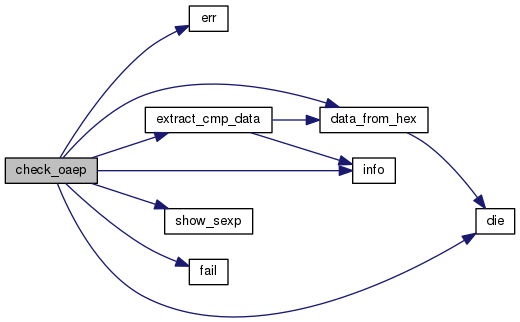 err
extract_cmp_data
data_from_hex
check_oaep
info
show_sexp
die
fail